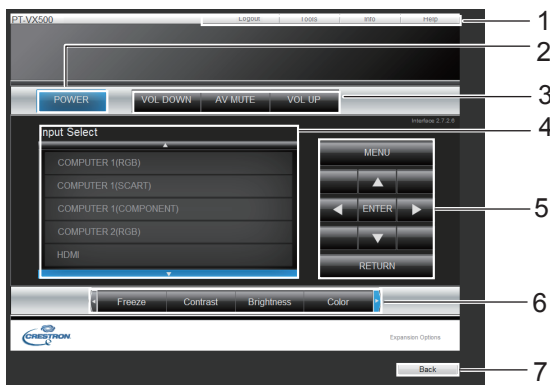 PT-VX500 Logout Tools Info Help 1
2
POWER VOL DOWN AV MUTE VOL UP 3
Interface 2.7.2.6
nput Select 4
MENU
COMPUTER 1(RGB)
COMPUTER 1(SCART)
COMPUTER 1(COMPONENT) ENTER 5
COMPUTER 2(RGB)
HDMI
RETURN
Freeze Contrast Brightness Color 6
CRESTRON Expansion Options
Back 7